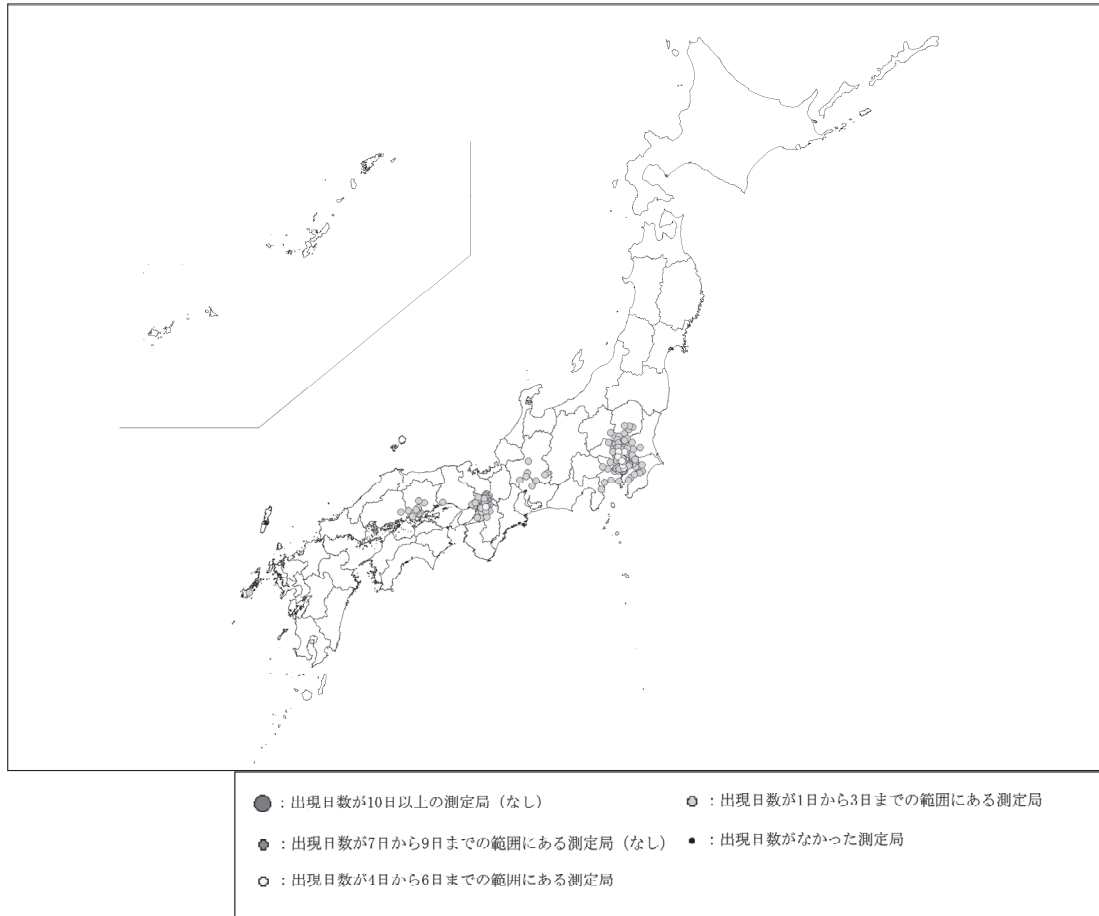 ：出現日数が10日以上の測定局（なし）
：出現日数が7日から9日までの範囲にある測定局（なし）
：出現日数が4日から6日までの範囲にある測定局
：出現日数が1日から3日までの範囲にある測定局
：出現日数がなかった測定局